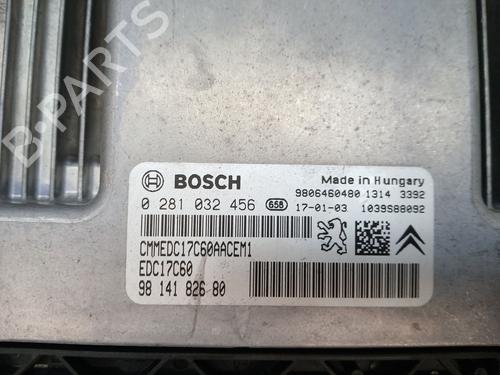 B-PARTS
BOSCH
Made in Hungary
9806460480 1314 3392
0 281 032 456 658 17-01-03 1039S88092
CMMEDC17C60AACEM1
EDC17C60
98 141 826 80